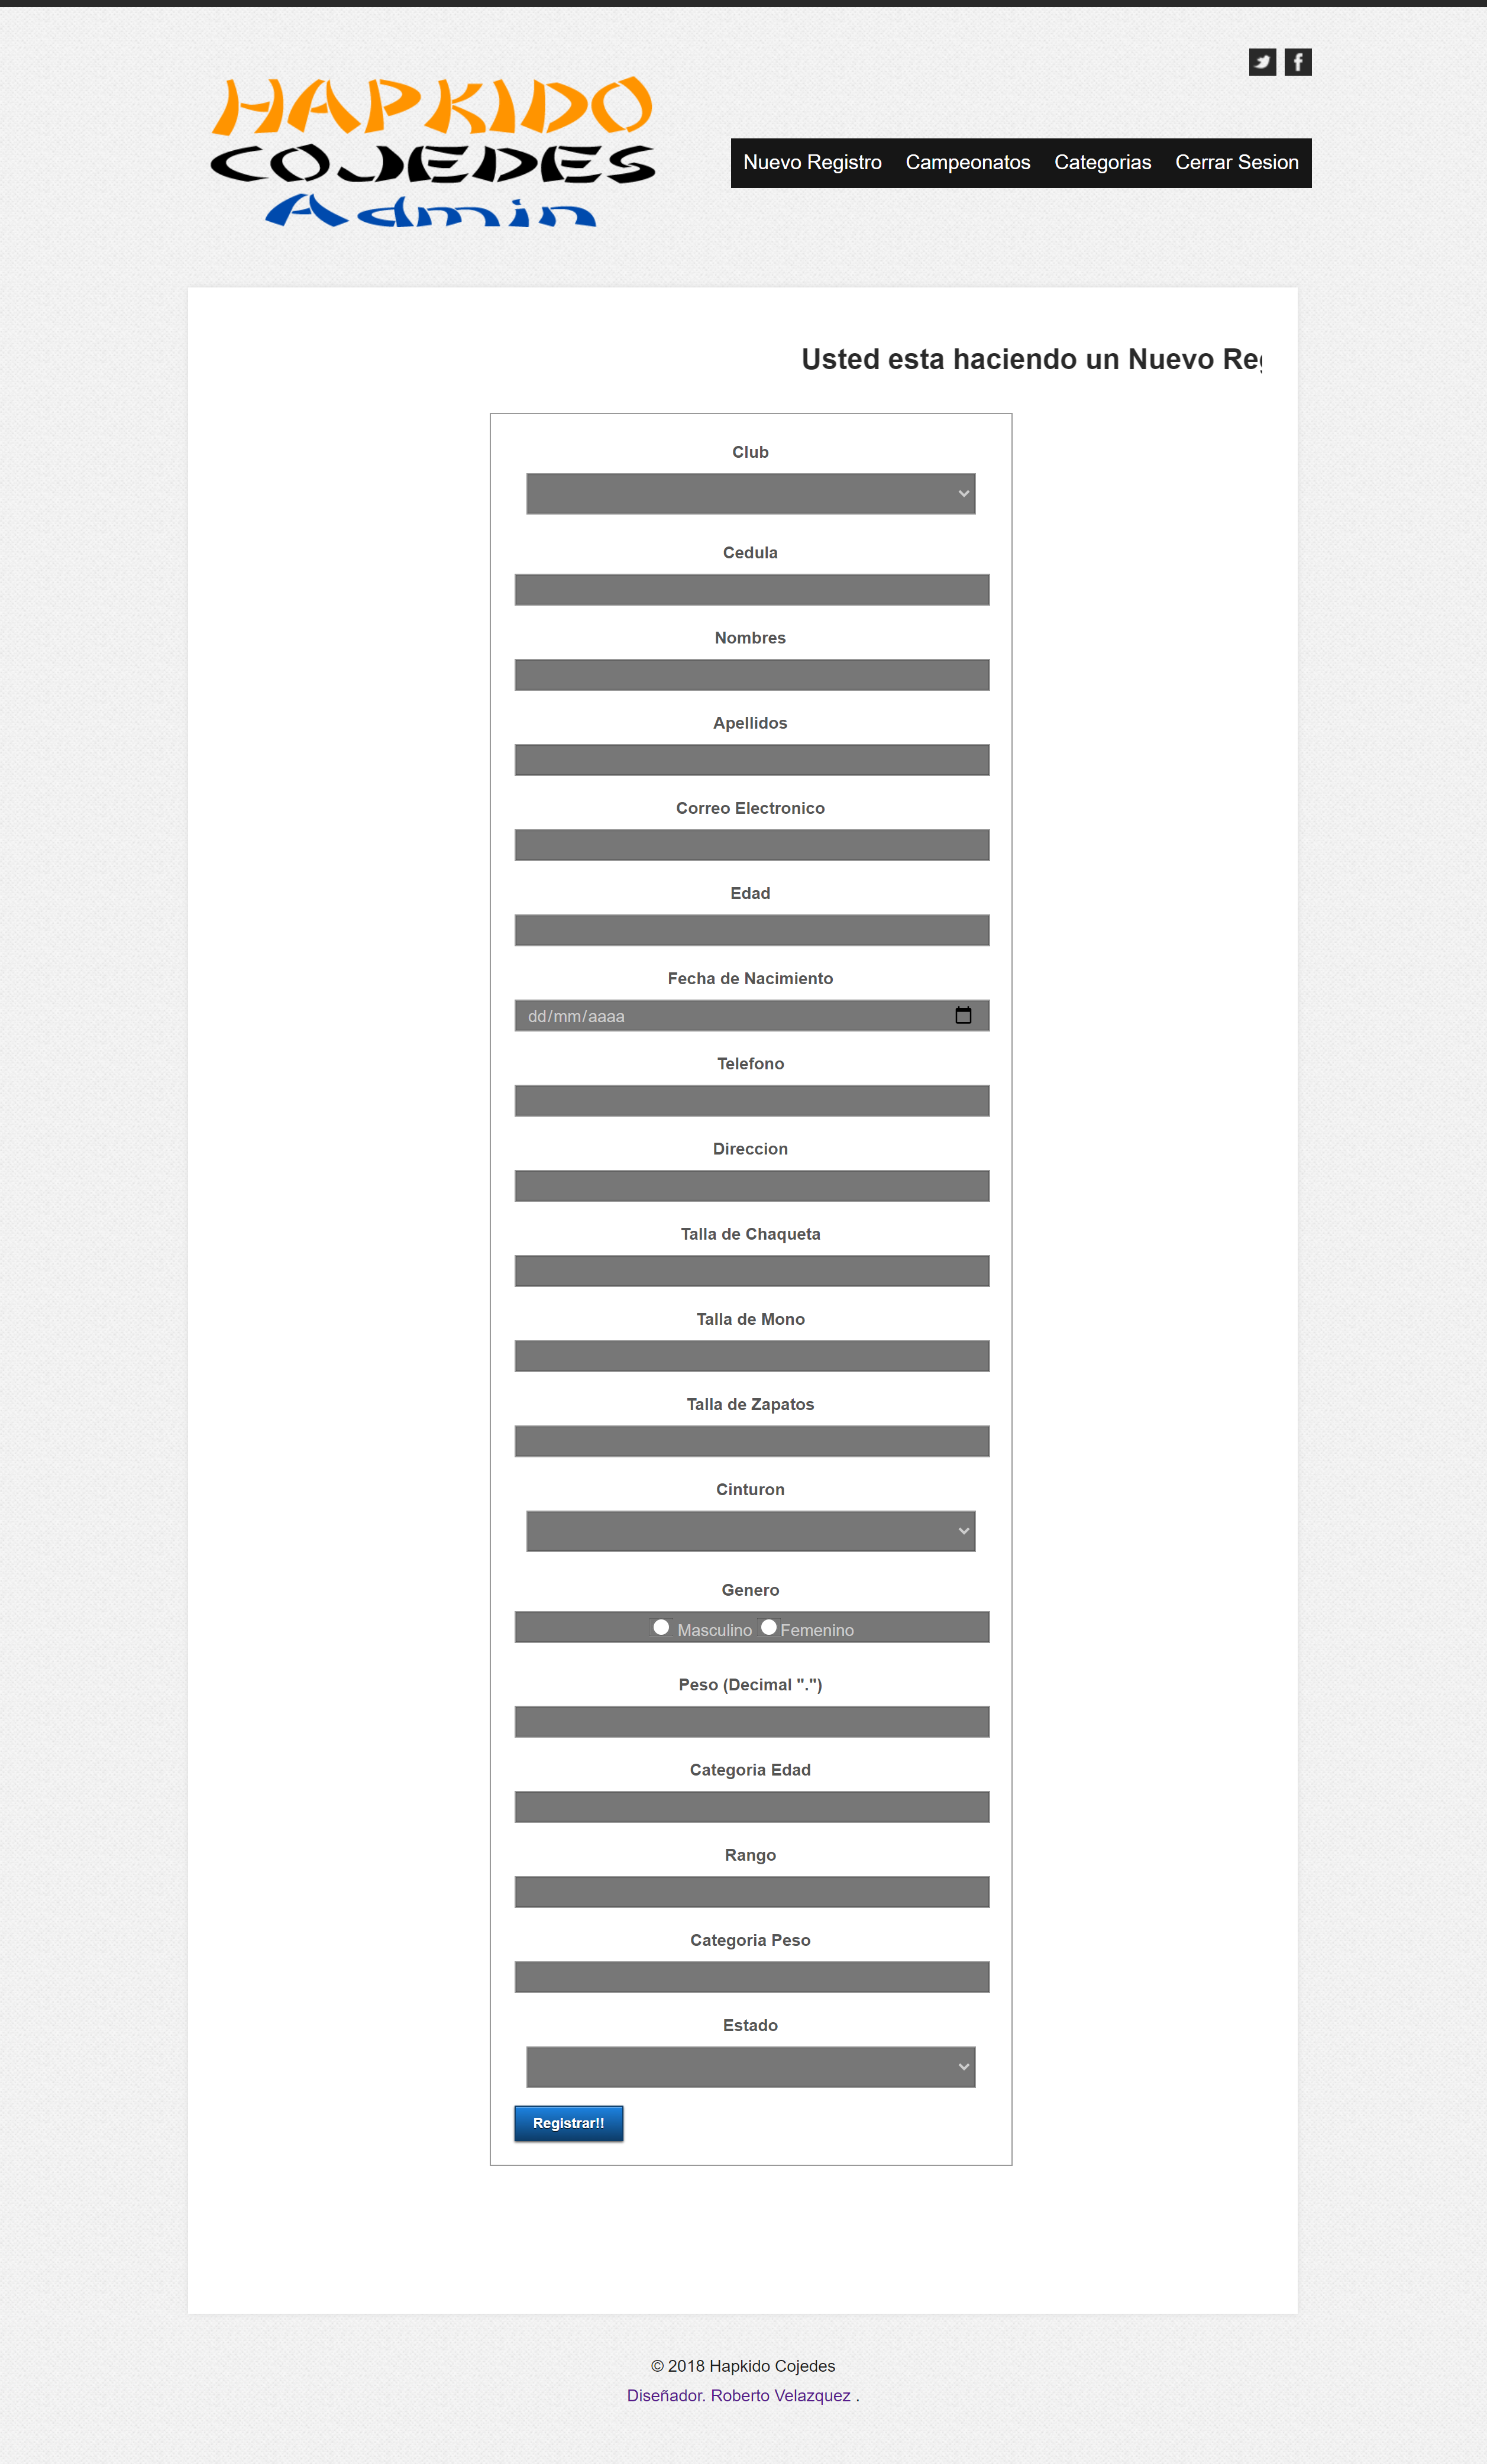 HAPKIDO
COJEDES
Admin
Nuevo Registro Campeonatos Categorias Cerrar Sesion
Usted esta haciendo un Nuevo Reg
Club
Cedula
Nombres
Apellidos
Correo Electronico
Edad
Fecha de Nacimiento
dd/mm/aaaa
Telefono
Direccion
Talla de Chaqueta
Talla de Mono
Talla de Zapatos
Cinturon
Genero
Masculino Femenino
Peso (Decimal ".")
Categoria Edad
Rango
Categoria Peso
Estado
Registrar!!
© 2018 Hapkido Cojedes
Diseñador. Roberto Velazquez .